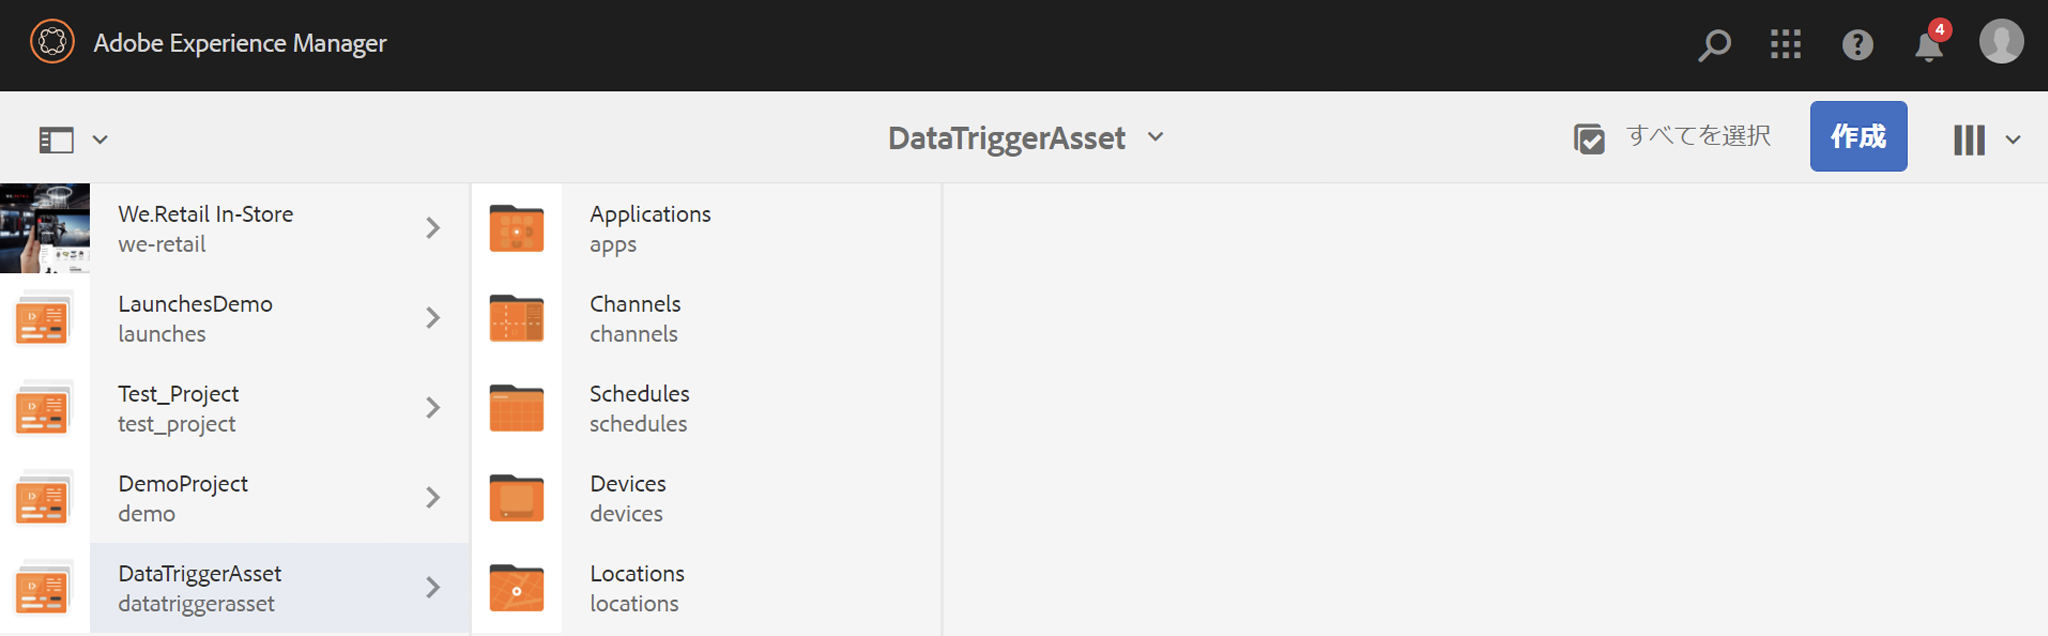 Adobe Experience Manager
4
DataTriggerAsset
すべてを選択
作成
We.Retail In-Store
we-retail
LaunchesDemo
launches
Test_Project
test_project
DemoProject
demo
DataTriggerAsset
datatriggerasset
Applications
apps
Channels
channels
Schedules
schedules
Devices
devices
Locations
locations